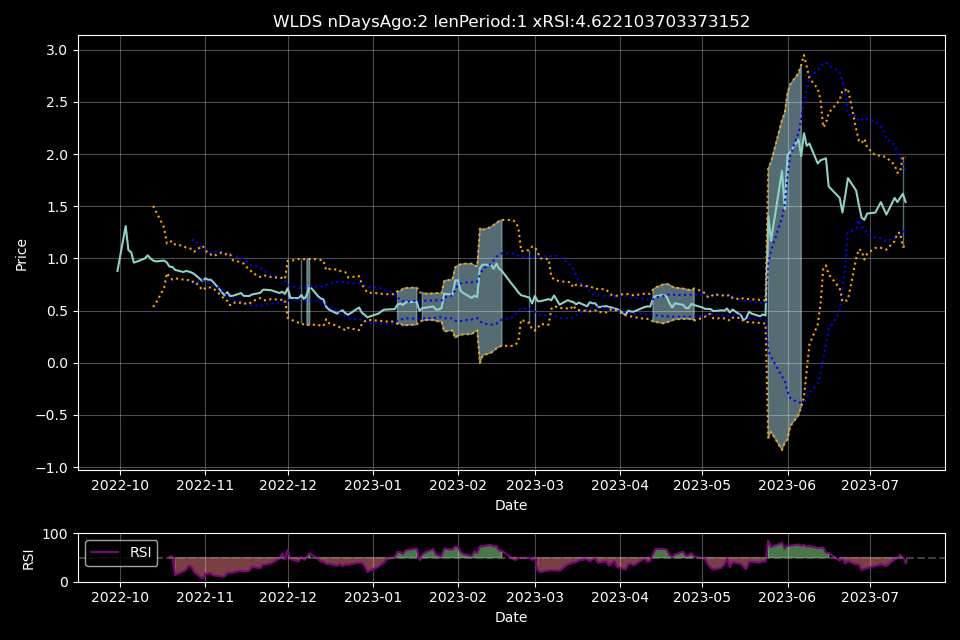 WLDS nDaysAgo:2 lenPeriod:1 xRSI:4.622103703373152
3.0
2.5
2.0
1.5
1.0
0.5
0.0
−0.5
−1.0
Price
2022-10 2022-11 2022-12 2023-01 2023-02 2023-03 2023-04 2023-05 2023-06 2023-07
Date
100
0
RSI
RSI
2022-10 2022-11 2022-12 2023-01 2023-02 2023-03 2023-04 2023-05 2023-06 2023-07
Date